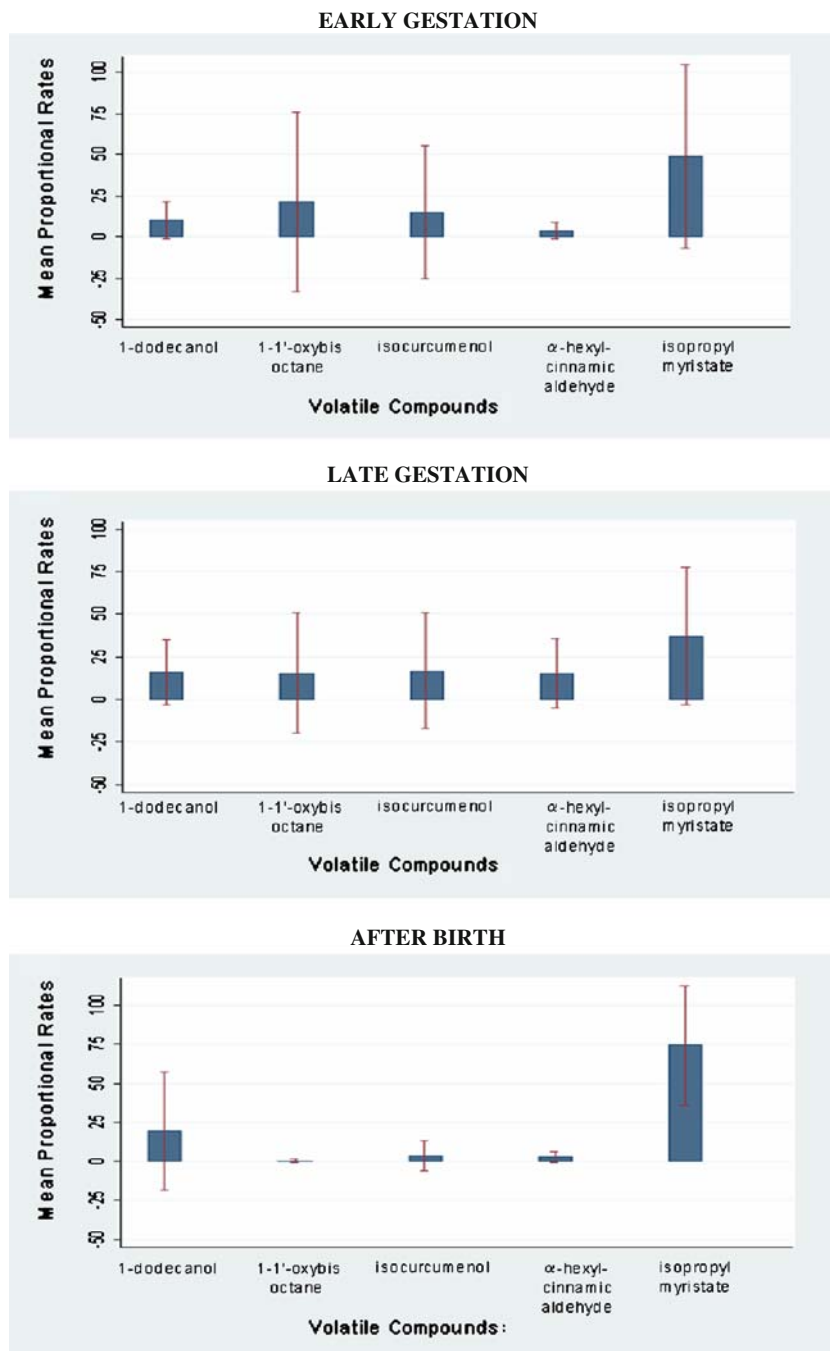 EARLY GESTATION
Mean Proportional Rates
100
75
50
25
0
-25
-50
1-dodecanol 1-1'-oxybis isocurcumenol α-hexyl- isopropyl
octane cinnamic myristate
aldehyde
Volatile Compounds
LATE GESTATION
Mean Proportional Rates
100
75
50
25
0
-25
-50
1-dodecanol 1-1'-oxybis isocurcumenol α-hexyl- isopropyl
octane cinnamic myristate
aldehyde
Volatile Compounds
AFTER BIRTH
Mean Proportional Rates
100
75
50
25
0
-25
-50
1-dodecanol 1-1'-oxybis isocurcumenol α-hexyl- isopropyl
octane cinnamic myristate
aldehyde
Volatile Compounds: